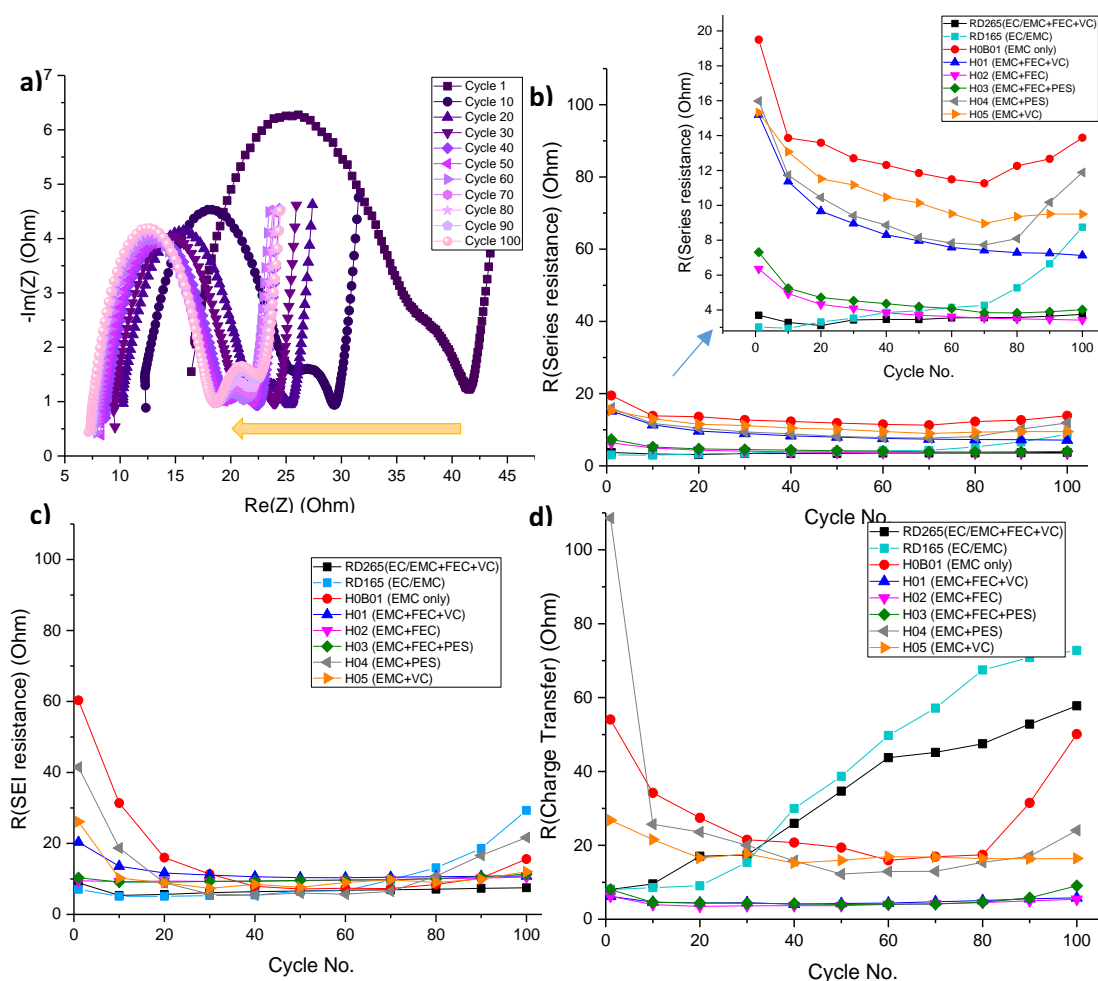 a)
-Im(Z) (Ohm)
7
6
5
4
3
2
1
0
5 10 15 20 25 30 35 40 45
Re(Z) (Ohm)
Cycle 1
Cycle 10
Cycle 20
Cycle 30
Cycle 40
Cycle 50
Cycle 60
Cycle 70
Cycle 80
Cycle 90
Cycle 100
b)
R(Series resistance) (Ohm)
100
80
60
40
20
0
0 20 40 60 80 100
Cycle No.
R(Series resistance) (Ohm)
20
18
16
14
12
10
8
6
4
0 20 40 60 80 100
Cycle No.
RD265(EC/EMC+FEC+VC)
RD165 (EC/EMC)
H0B01 (EMC only)
H01 (EMC+FEC+VC)
H02 (EMC+FEC)
H03 (EMC+FEC+PES)
H04 (EMC+PES)
H05 (EMC+VC)
c)
R(SEI resistance) (Ohm)
100
80
60
40
20
0
0 20 40 60 80 100
Cycle No.
RD265(EC/EMC+FEC+VC)
RD165 (EC/EMC)
H0B01 (EMC only)
H01 (EMC+FEC+VC)
H02 (EMC+FEC)
H03 (EMC+FEC+PES)
H04 (EMC+PES)
H05 (EMC+VC)
d)
R(Charge Transfer) (Ohm)
100
80
60
40
20
0
0 20 40 60 80 100
Cycle No.
RD265(EC/EMC+FEC+VC)
RD165 (EC/EMC)
H0B01 (EMC only)
H01 (EMC+FEC+VC)
H02 (EMC+FEC)
H03 (EMC+FEC+PES)
H04 (EMC+PES)
H05 (EMC+VC)